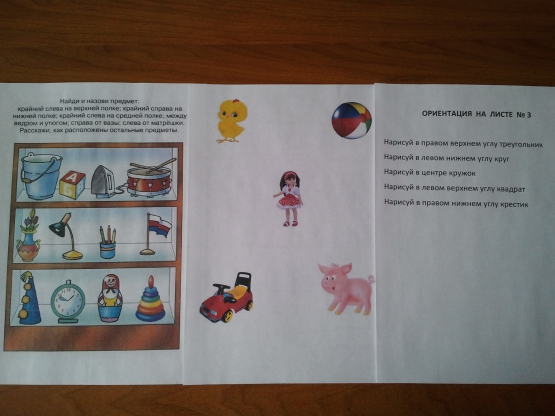 Найди и назови предмет:
крайний слева на верхней полке; крайний справа на
нижней полке; крайний слева на средней полке; между
ведром и утюгом; справа от вазы; слева от матрёшки.
Расскажи, как расположены остальные предметы.
А
ОРИЕНТАЦИЯ НА ЛИСТЕ № 3
Нарисуй в правом верхнем углу треугольник
Нарисуй в левом нижнем углу круг
Нарисуй в центре кружок
Нарисуй в левом верхнем углу квадрат
Нарисуй в правом нижнем углу крестик